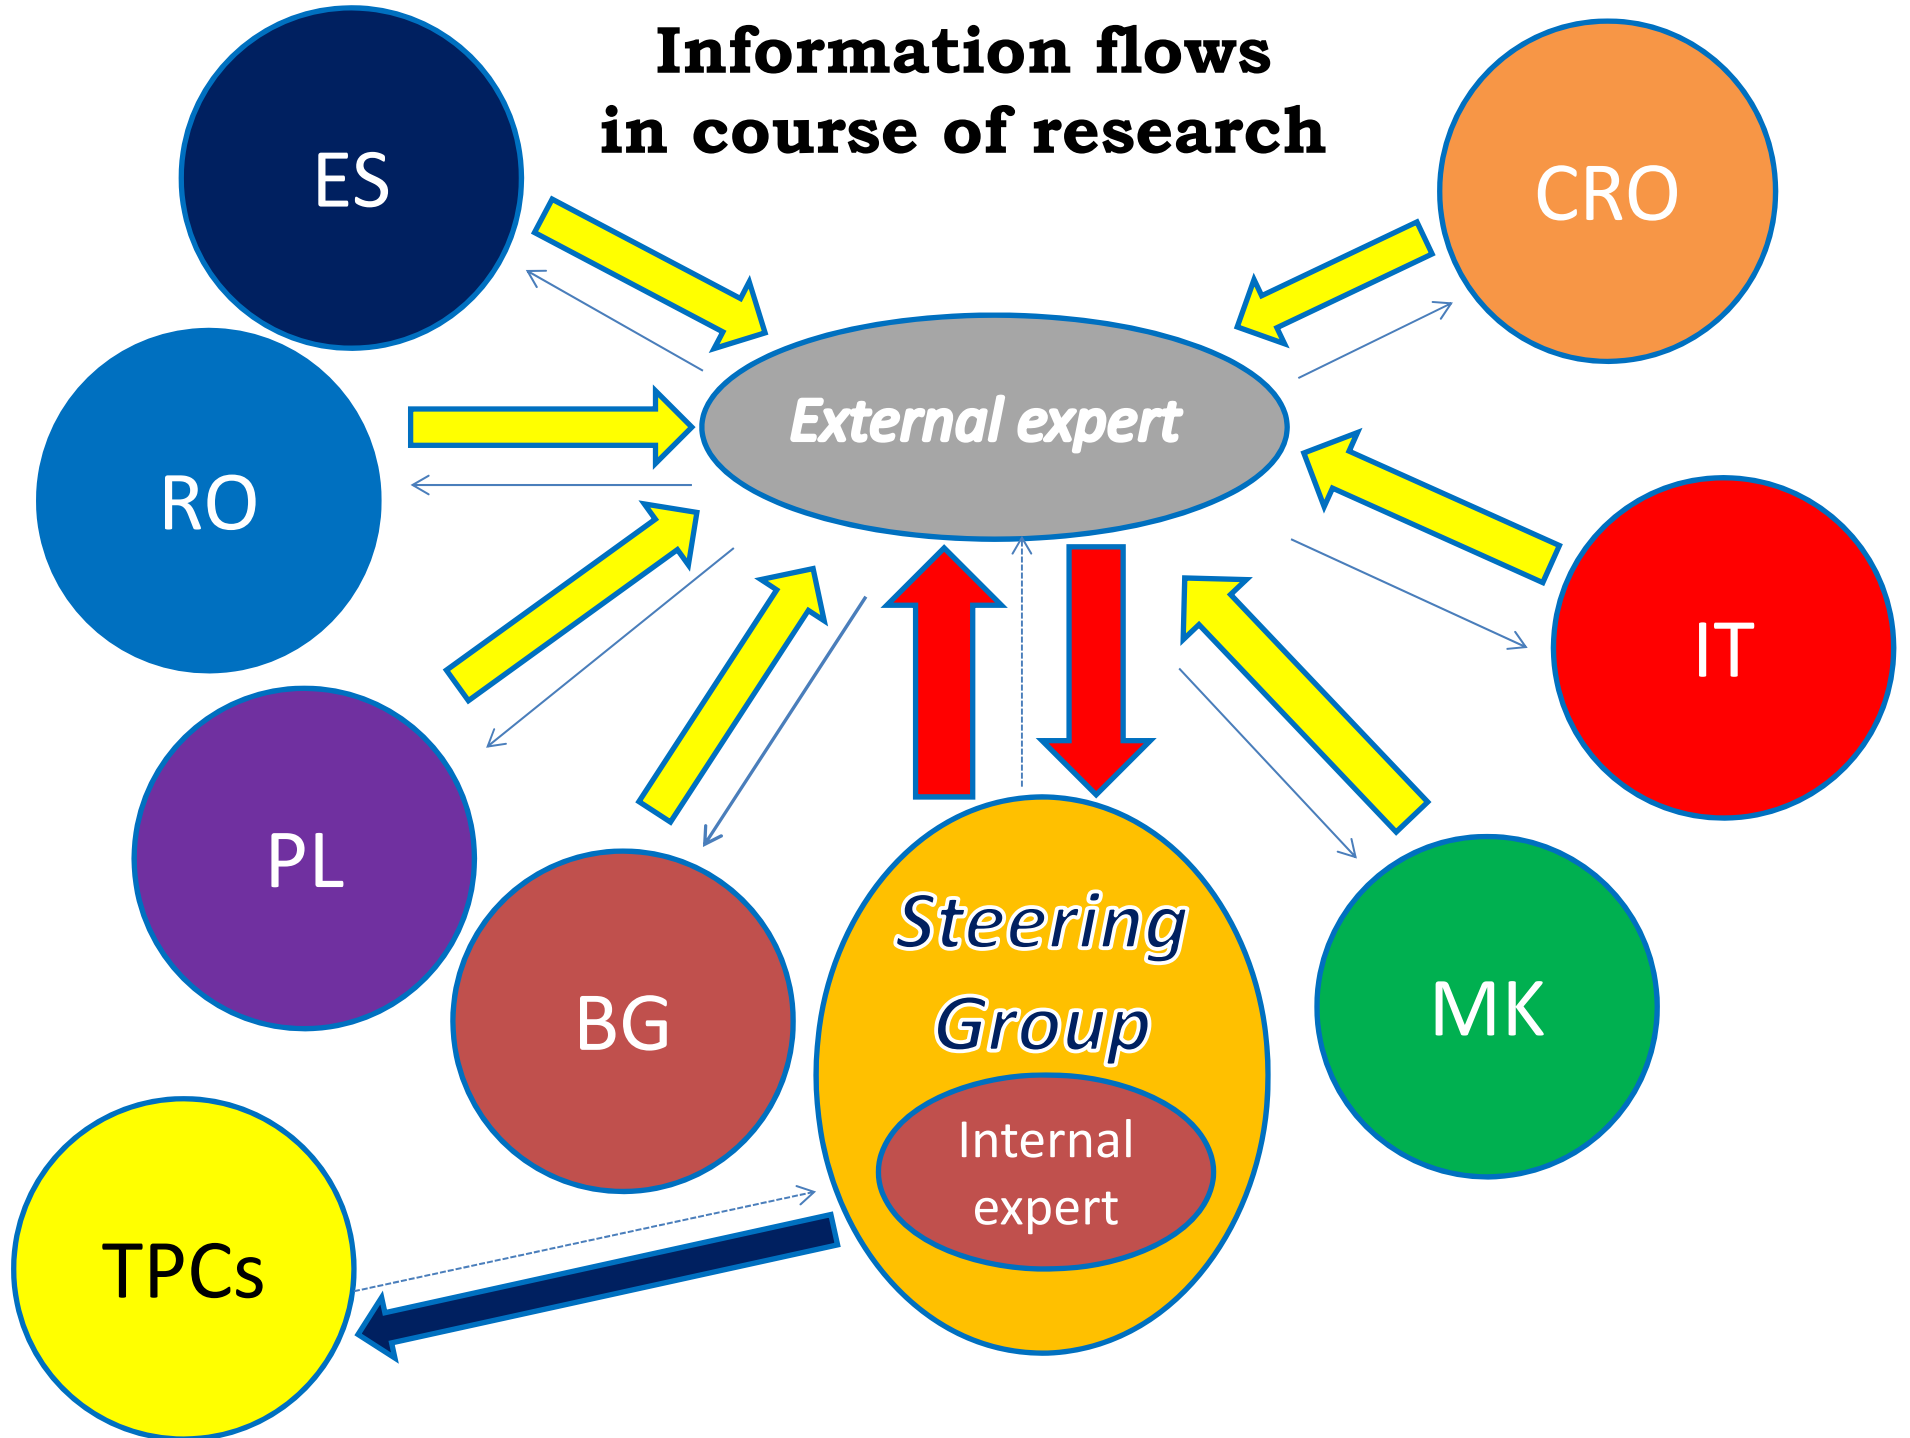 Information flows
in course of research
ES
CRO
External expert
RO
IT
PL
BG
Steering
Group
MK
Internal
expert
TPCs